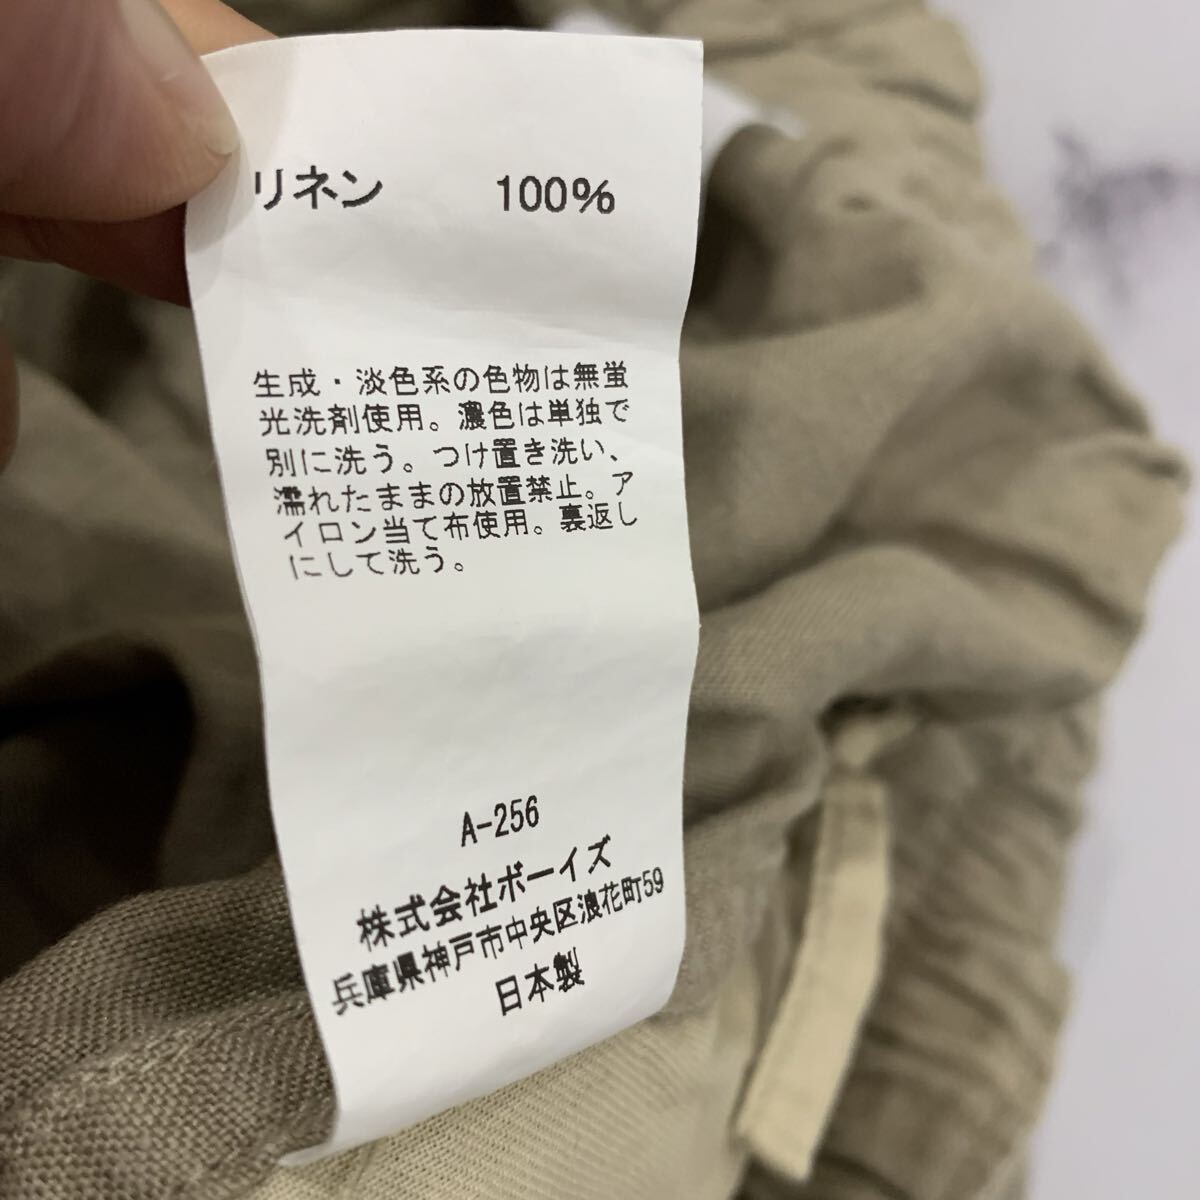 リネン 100%
生成・淡色系の色物は無蛍
光洗剤使用。濃色は単独で
別に洗う。つけ置き洗い、
濡れたままの放置禁止。ア
イロン当て布使用。裏返し
にして洗う。
A-256
株式会社ボーイズ
兵庫県神戸市中央区浪花町59
日本製